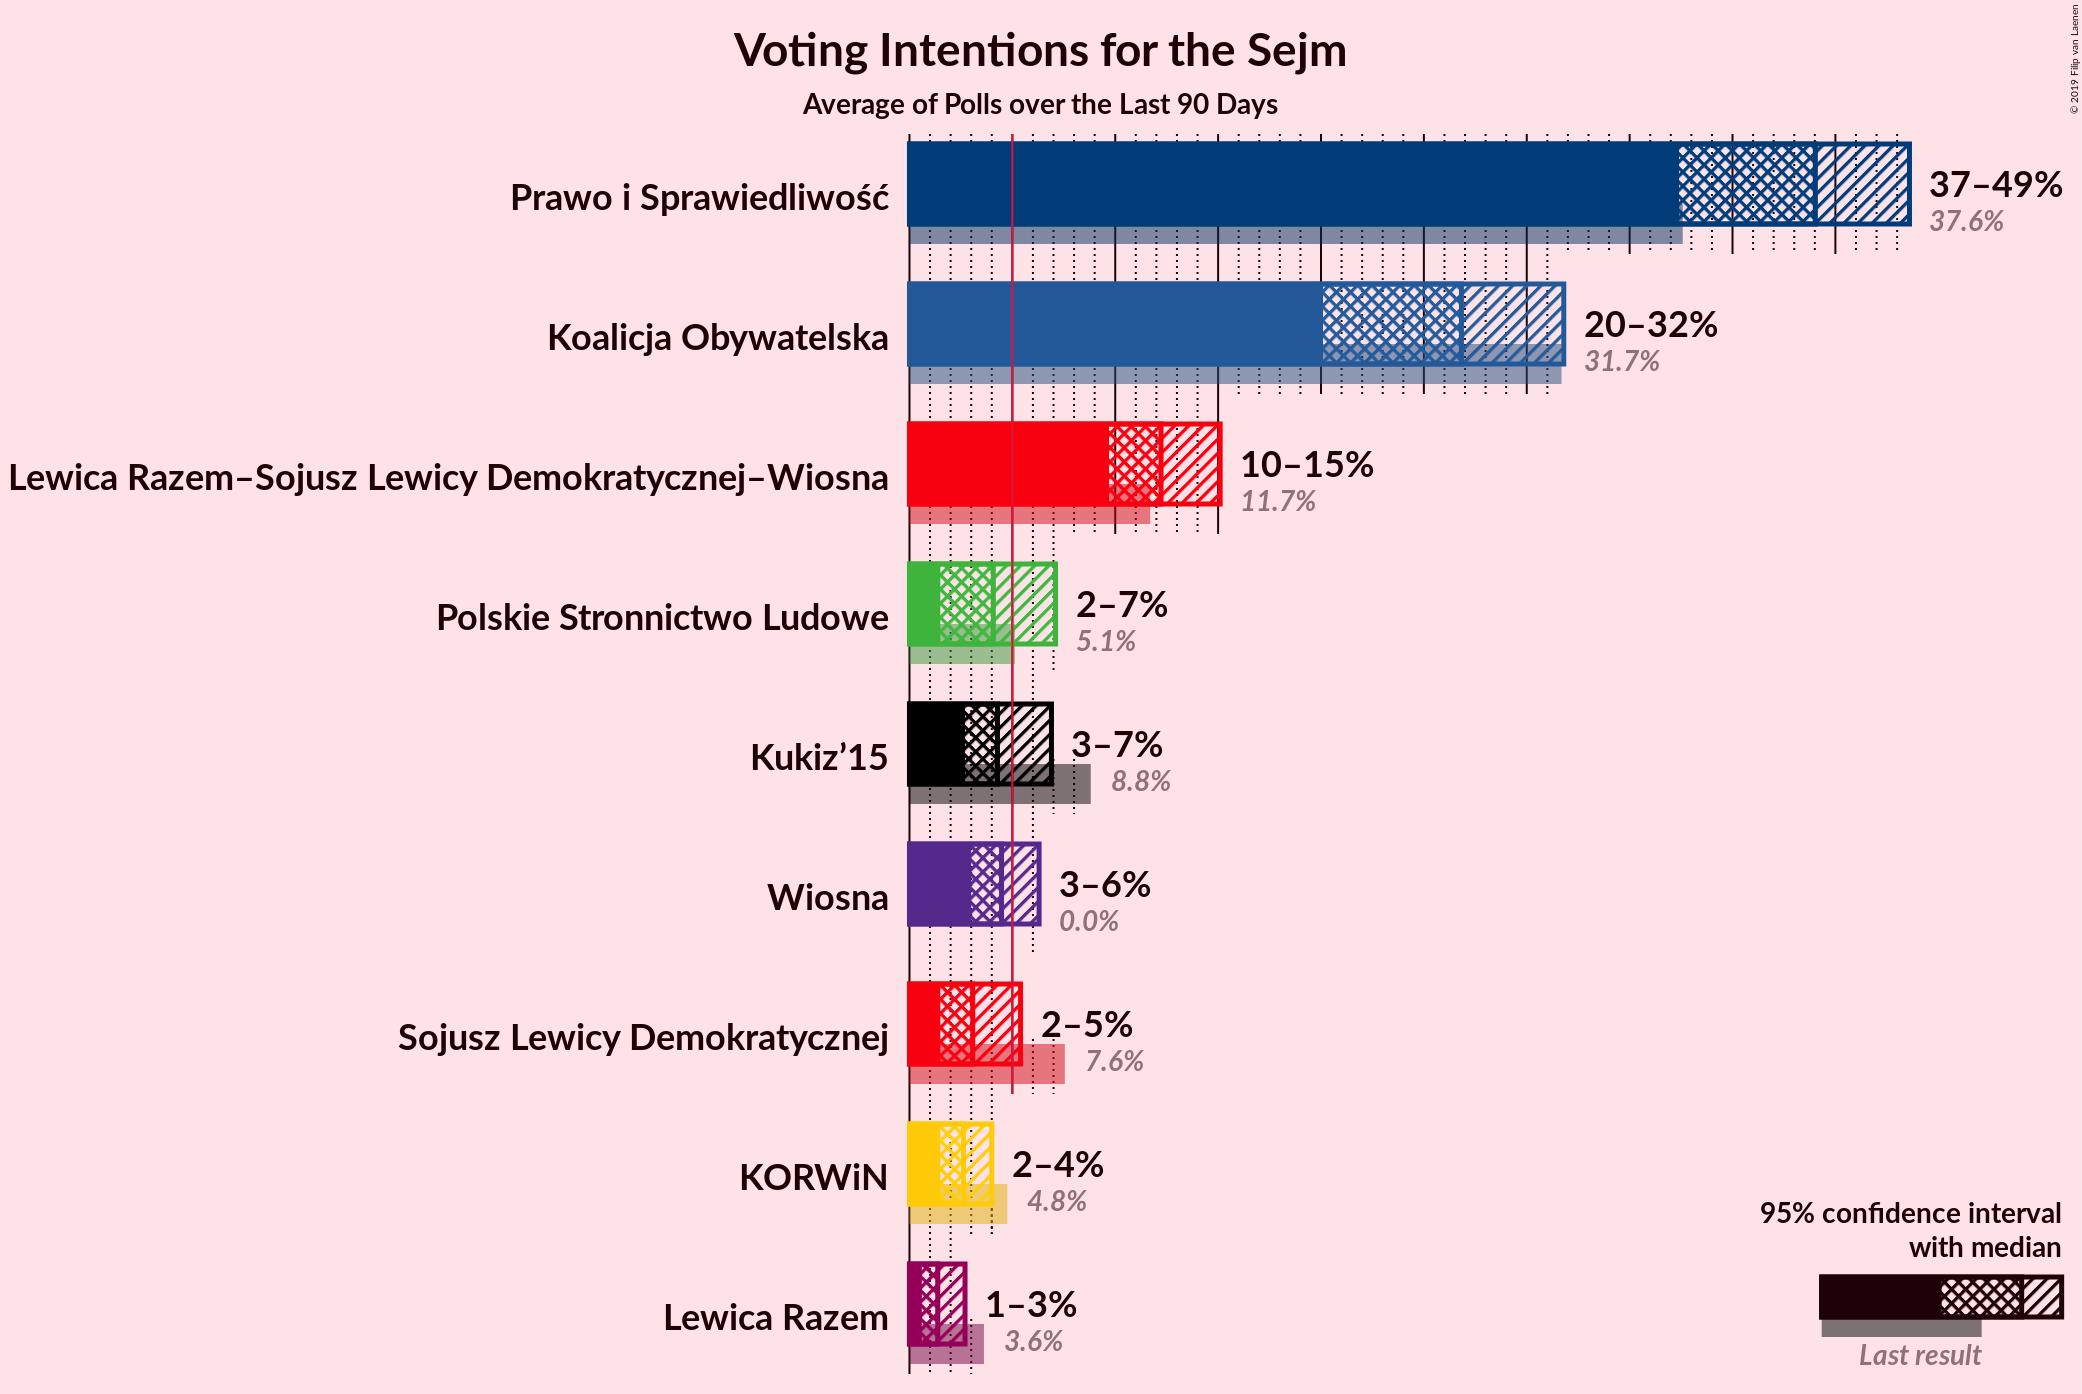 Voting Intentions for the Sejm
Average of Polls over the Last 90 Days
© 2019 Filip van Laenen
Prawo i Sprawiedliwość
37–49%
37.6%
Koalicja Obywatelska
20–32%
31.7%
Lewica Razem–Sojusz Lewicy Demokratycznej–Wiosna
10–15%
11.7%
Polskie Stronnictwo Ludowe
2–7%
5.1%
Kukiz’15
3–7%
8.8%
Wiosna
3–6%
0.0%
Sojusz Lewicy Demokratycznej
2–5%
7.6%
KORWiN
2–4%
4.8%
Lewica Razem
1–3%
3.6%
95% confidence interval
with median
Last result